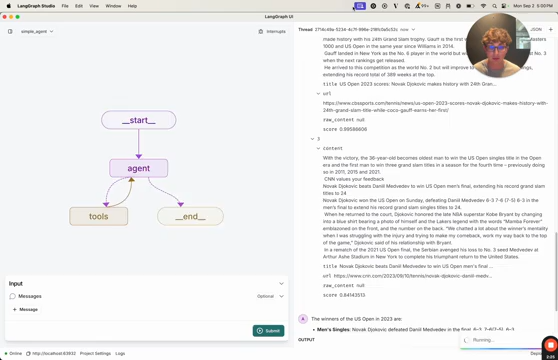 LangGraph Studio File Edit View Window Help
Mon Sep 2 5:00 PM
LangGraph UI
simple_agent
Interrupts
__start__
agent
tools
__end__
Input
Messages
Optional
+ Message
Submit
Online
http://localhost:63832
Project Settings
Logs
Thread
now
JSON
made history with his 24th Grand Slam trophy. Gauff is the first
1000 and US Open in the same year since Williams in 2014.
Gauff landed in New York as the No. 6 player in the world but
when the next rankings get released.
He arrived to this competition as the world No. 2 but will improve to
extending his record total of 389 weeks at the top.
title US Open 2023 scores: Novak Djokovic makes history with 24th Gran...
url
https://www.cbssports.com/tennis/news/us-open-2023-scores-novak-djokovic-makes-history-with-
24th-grand-slam-title-while-coco-gauff-earns-her-first/
raw_content null
score 0.99586606
3
content
With the victory, the 36-year-old becomes oldest man to win the US Open singles title in the Open
era and the first man to win three grand slam titles in a season for the fourth time – previously doing
so in 2011, 2015 and 2021.
CNN values your feedback
Novak Djokovic beats Daniil Medvedev to win US Open men's final, extending his record grand slam
titles to 24
Novak Djokovic won the US Open on Sunday, defeating Daniil Medvedev 6-3 7-6 (7-5) 6-3 in the
men's final to extend his record grand slam singles titles to 24.
When he returned to the court, Djokovic honored the late NBA superstar Kobe Bryant by changing
into a blue shirt bearing a photo of himself and the Lakers legend with the words "Mamba Forever"
emblazoned on the front, and the number on the back. "We chatted a lot about the winner's mentality
when I was struggling with the injury and trying to make my comeback, work my way back to the top
of the game," Djokovic said of his relationship with Bryant.
In a rematch of the 2021 US Open final, the Serbian avenged his loss to No. 3 seed Medvedev at
Arthur Ashe Stadium in New York to complete his triumphant return to the United States.
title Novak Djokovic beats Daniil Medvedev to win US Open men's final ...
url https://www.cnn.com/2023/09/10/tennis/novak-djokovic-daniil-medv...
raw_content null
score 0.84143513
The winners of the US Open in 2023 are:
• Men's Singles: Novak Djokovic defeated Daniil Medvedev in the final
OUTPUT
Running...